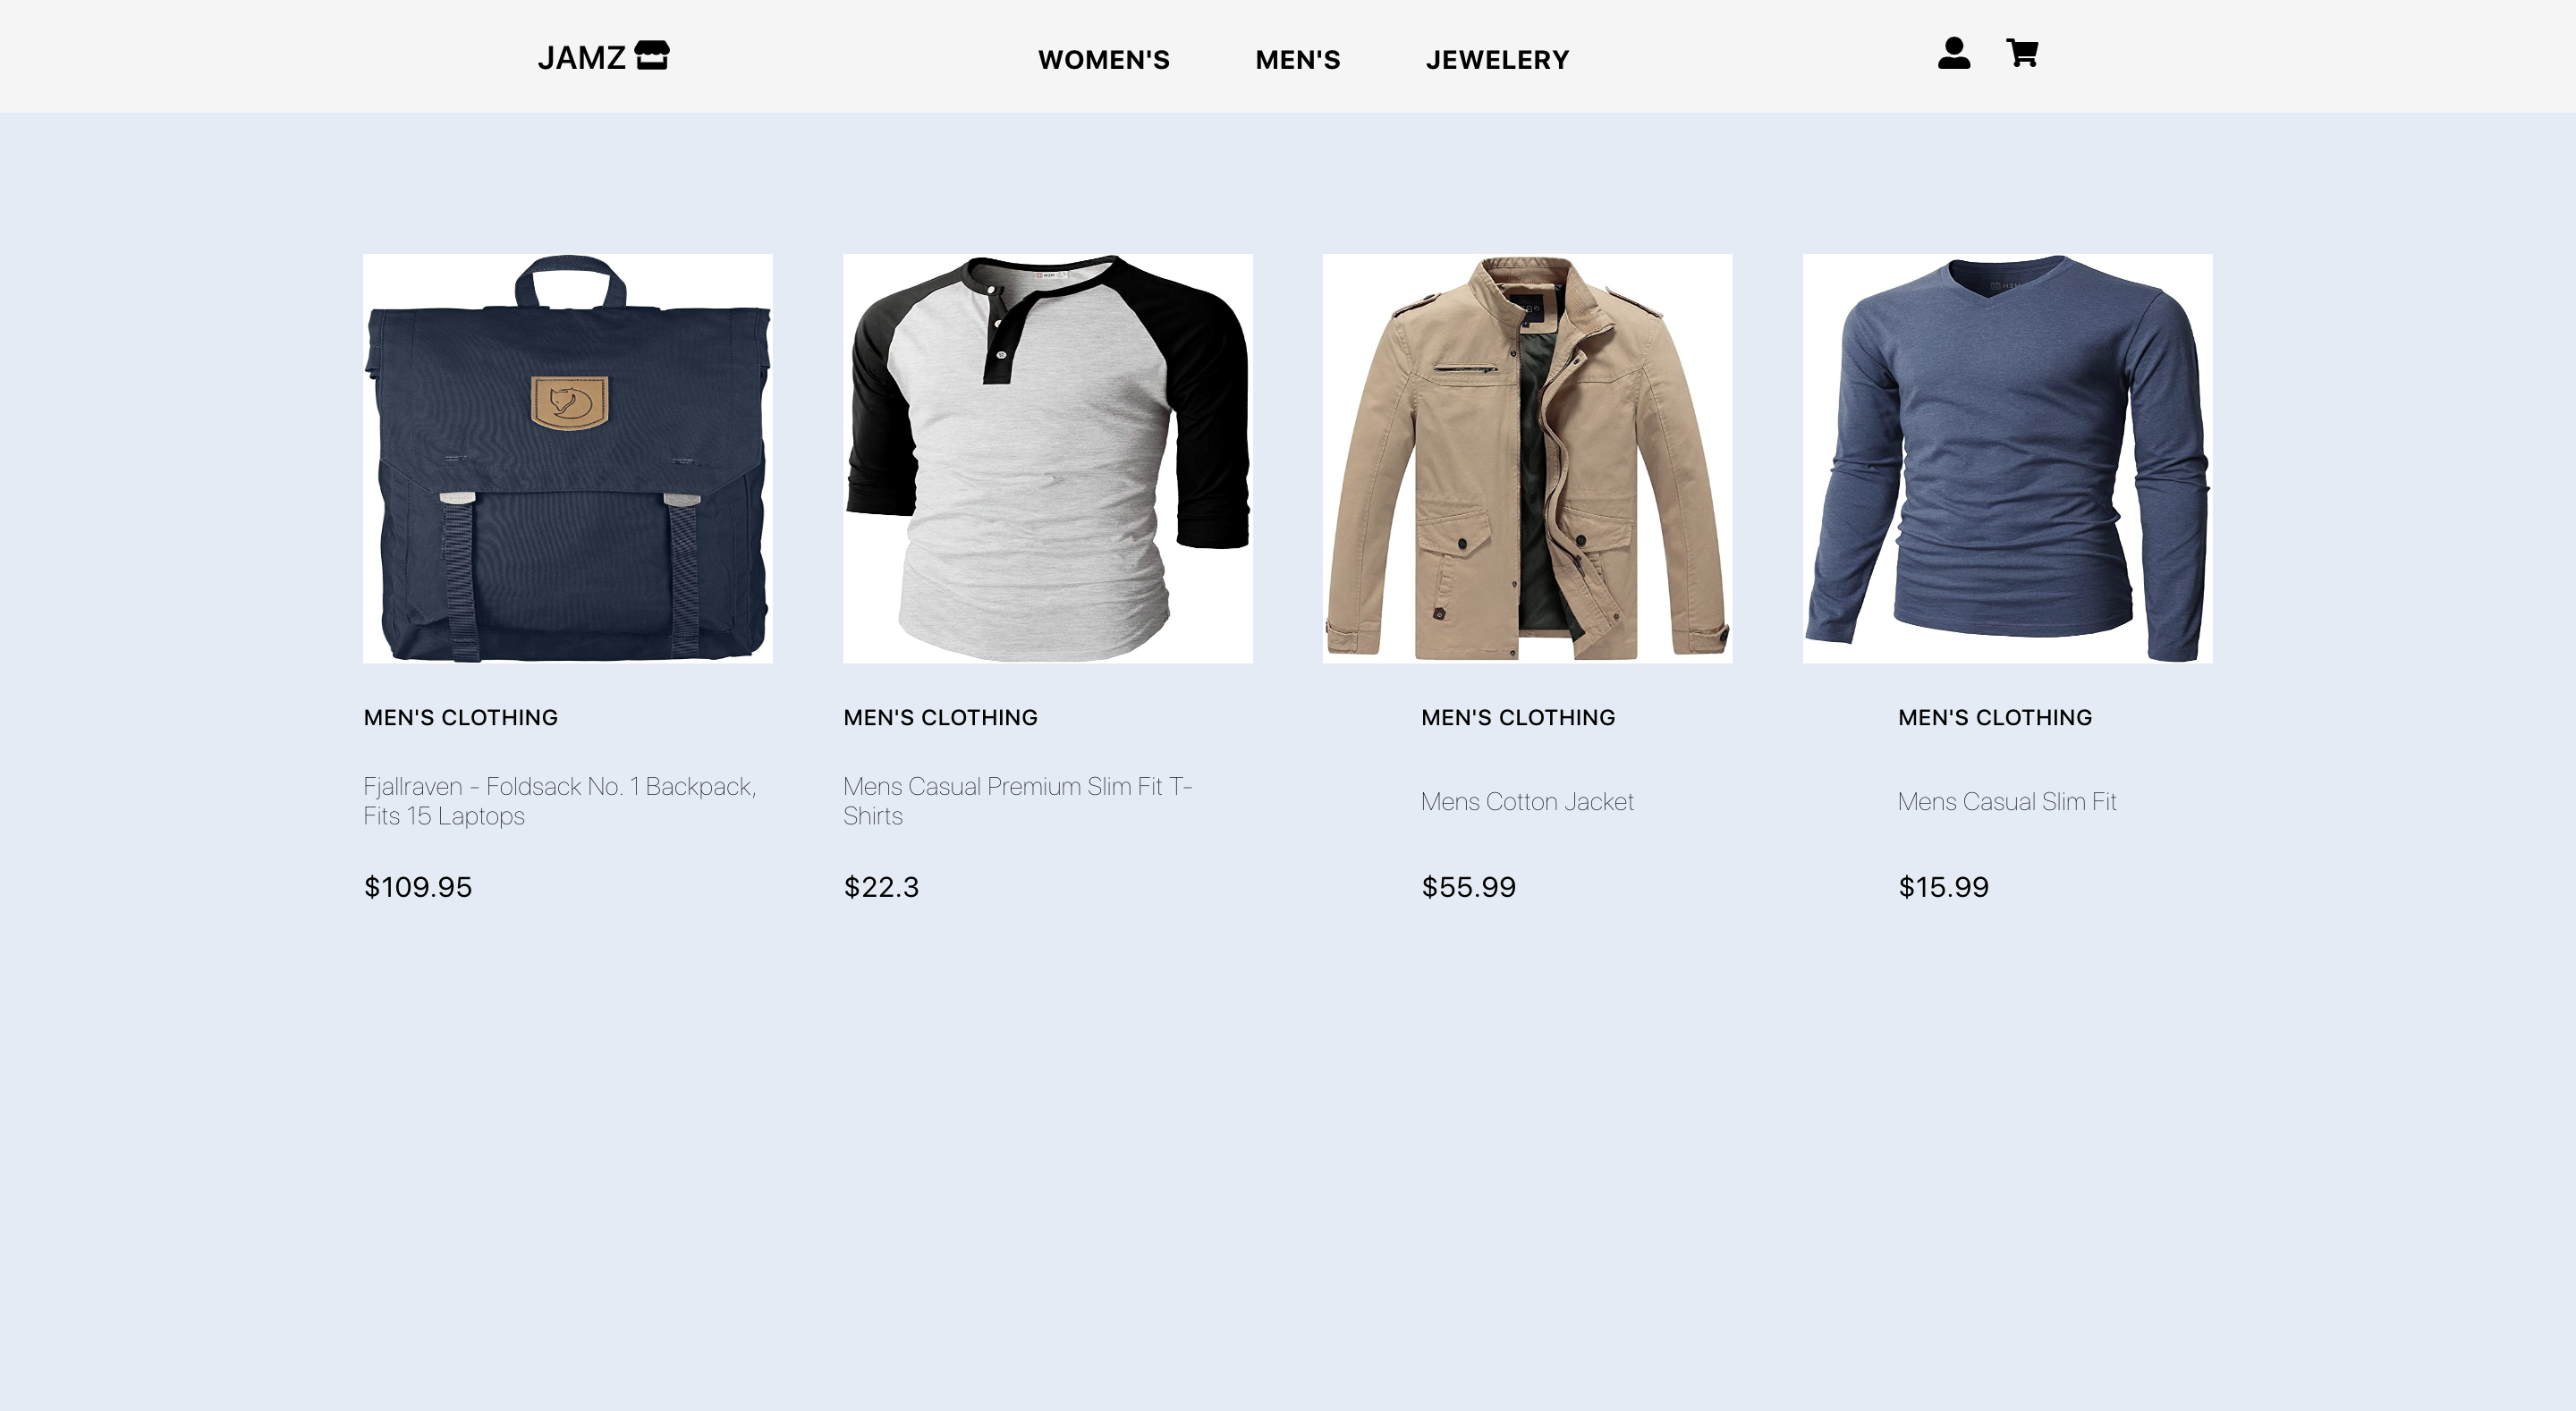 JAMZ
WOMEN'S
MEN'S
JEWELERY
MEN'S CLOTHING
Fjallraven - Foldsack No. 1 Backpack,
Fits 15 Laptops
$109.95
MEN'S CLOTHING
Mens Casual Premium Slim Fit T-
Shirts
$22.3
MEN'S CLOTHING
Mens Cotton Jacket
$55.99
MEN'S CLOTHING
Mens Casual Slim Fit
$15.99